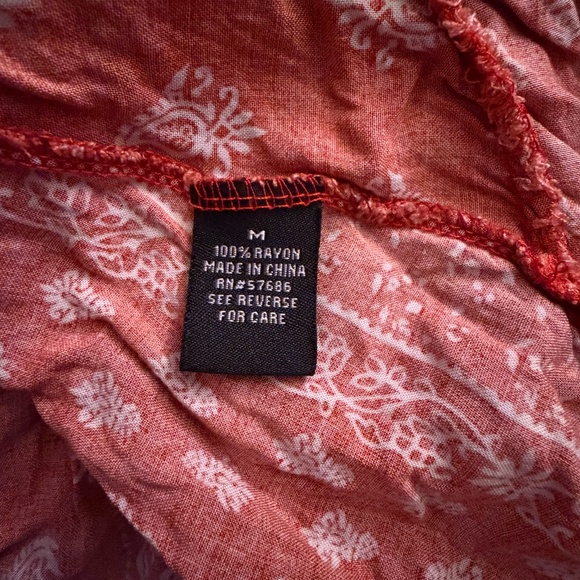 M
100% RAYON
MADE IN CHINA
RN#57686
SEE REVERSE
FOR CARE